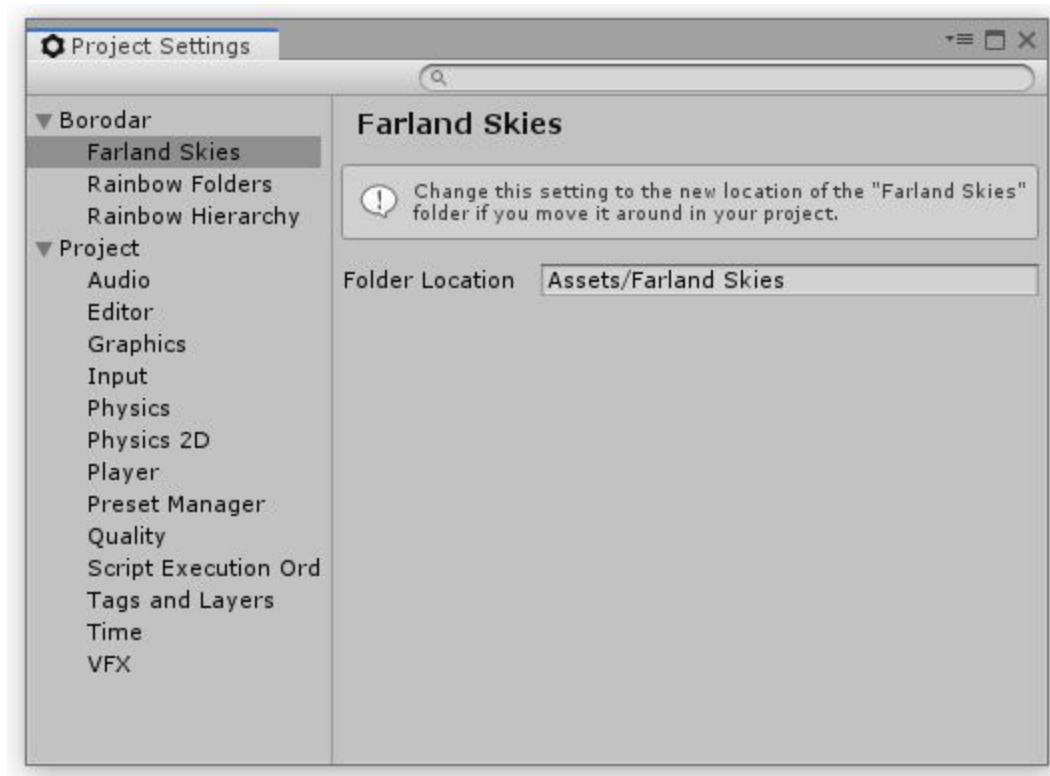 Project Settings
Borodar
Farland Skies
Rainbow Folders
Rainbow Hierarchy
Project
Audio
Editor
Graphics
Input
Physics
Physics 2D
Player
Preset Manager
Quality
Script Execution Ord
Tags and Layers
Time
VFX
Farland Skies
Change this setting to the new location of the "Farland Skies"
folder if you move it around in your project.
Folder Location Assets/Farland Skies